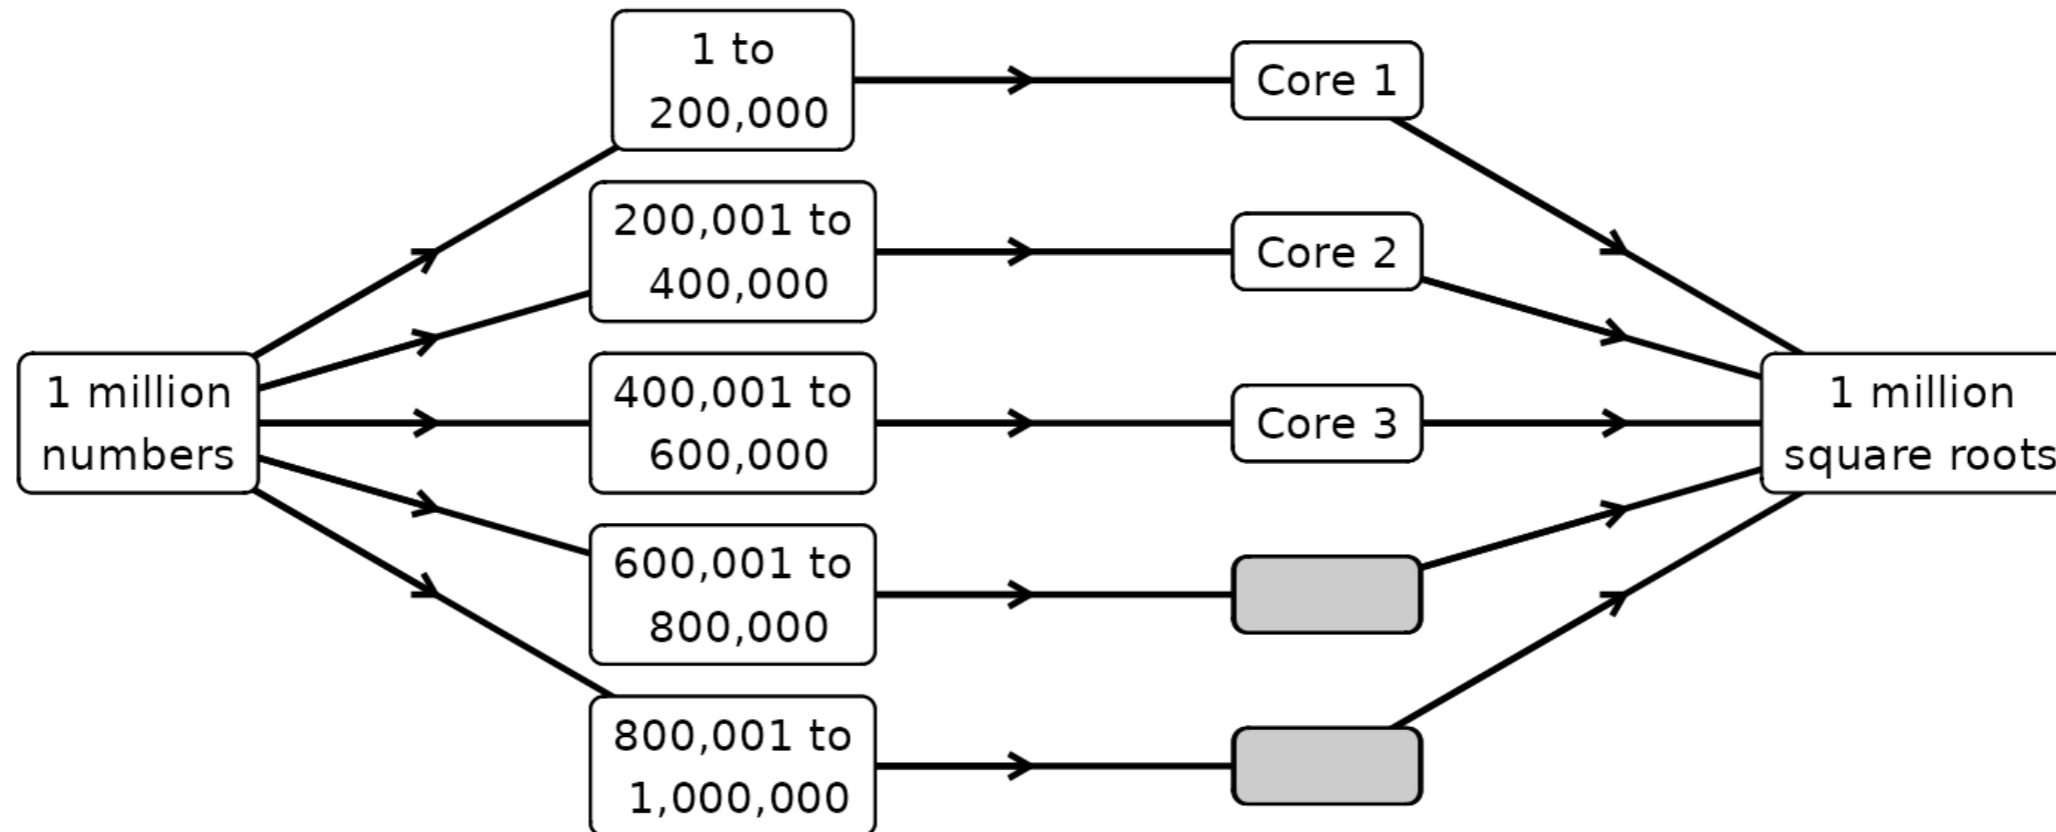 1 to
200,000
Core 1
200,001 to
400,000
Core 2
1 million
numbers
400,001 to
600,000
Core 3
1 million
square roots
600,001 to
800,000
800,001 to
1,000,000